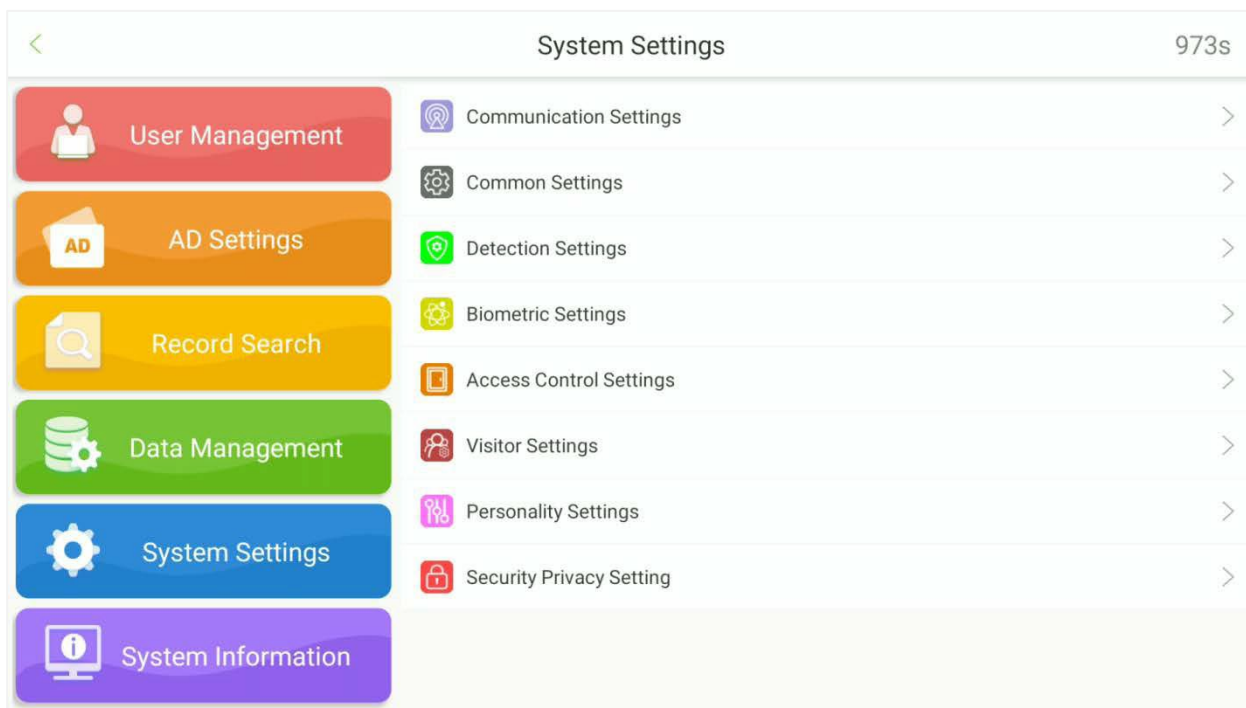 System Settings
973s
User Management
AD
AD Settings
Record Search
Data Management
System Settings
System Information
Communication Settings
Common Settings
Detection Settings
Biometric Settings
Access Control Settings
Visitor Settings
Personality Settings
Security Privacy Setting